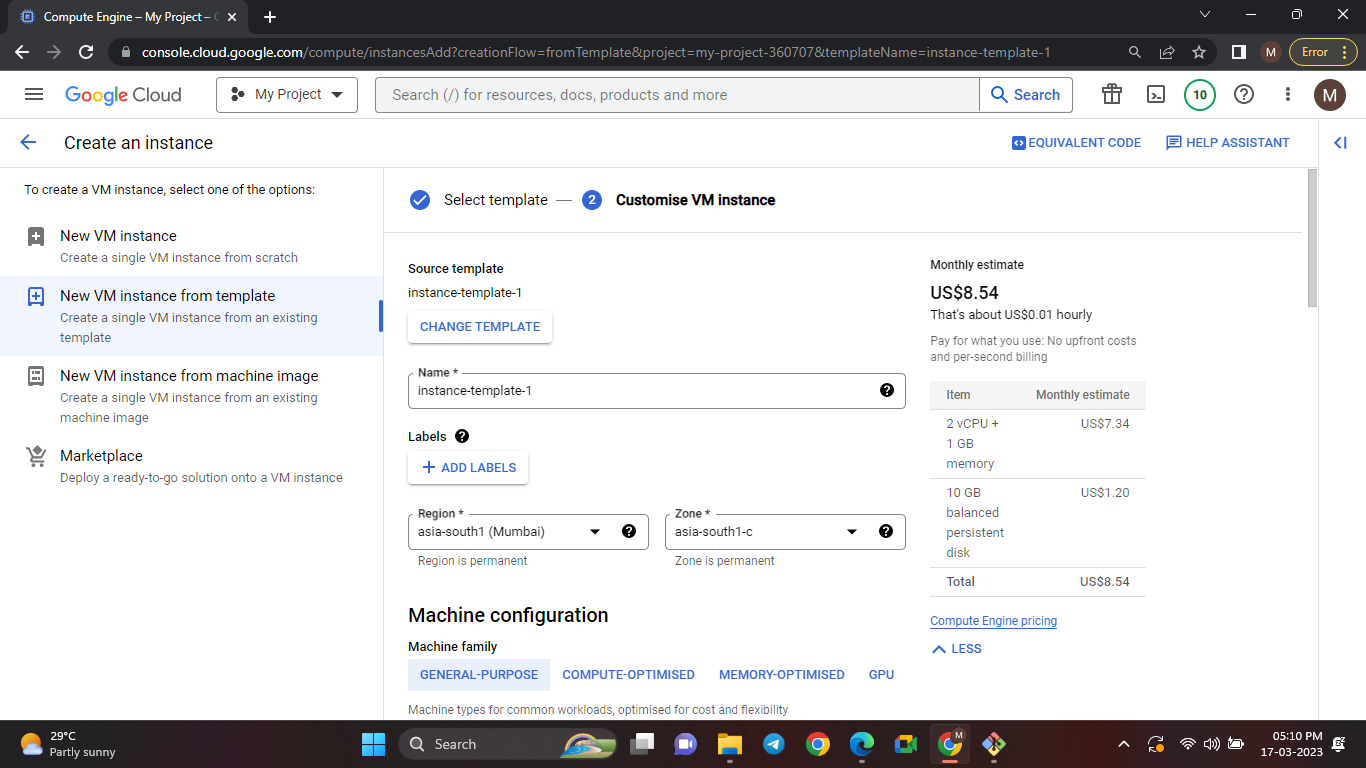 Compute Engine – My Project –
console.cloud.google.com/compute/instancesAdd?creationFlow=fromTemplate&project=my-project-360707&templateName=instance-template-1
M
Error
Google Cloud
My Project
Search (/) for resources, docs, products and more
Search
10
M
Create an instance
EQUIVALENT CODE
HELP ASSISTANT
To create a VM instance, select one of the options:
New VM instance
Create a single VM instance from scratch
New VM instance from template
Create a single VM instance from an existing
template
New VM instance from machine image
Create a single VM instance from an existing
machine image
Marketplace
Deploy a ready-to-go solution onto a VM instance
Select template
2
Customise VM instance
Source template
instance-template-1
CHANGE TEMPLATE
Name *
instance-template-1
Labels
ADD LABELS
Region *
asia-south1 (Mumbai)
Region is permanent
Zone *
asia-south1-c
Zone is permanent
Machine configuration
Machine family
GENERAL-PURPOSE
COMPUTE-OPTIMISED
MEMORY-OPTIMISED
GPU
Machine types for common workloads, optimised for cost and flexibility
Monthly estimate
US$8.54
That's about US$0.01 hourly
Pay for what you use: No upfront costs
and per-second billing
Item Monthly estimate
2 vCPU + US$7.34
1 GB
memory
10 GB US$1.20
balanced
persistent
disk
Total US$8.54
Compute Engine pricing
LESS
29°C
Partly sunny
Search
M
05:10 PM
17-03-2023